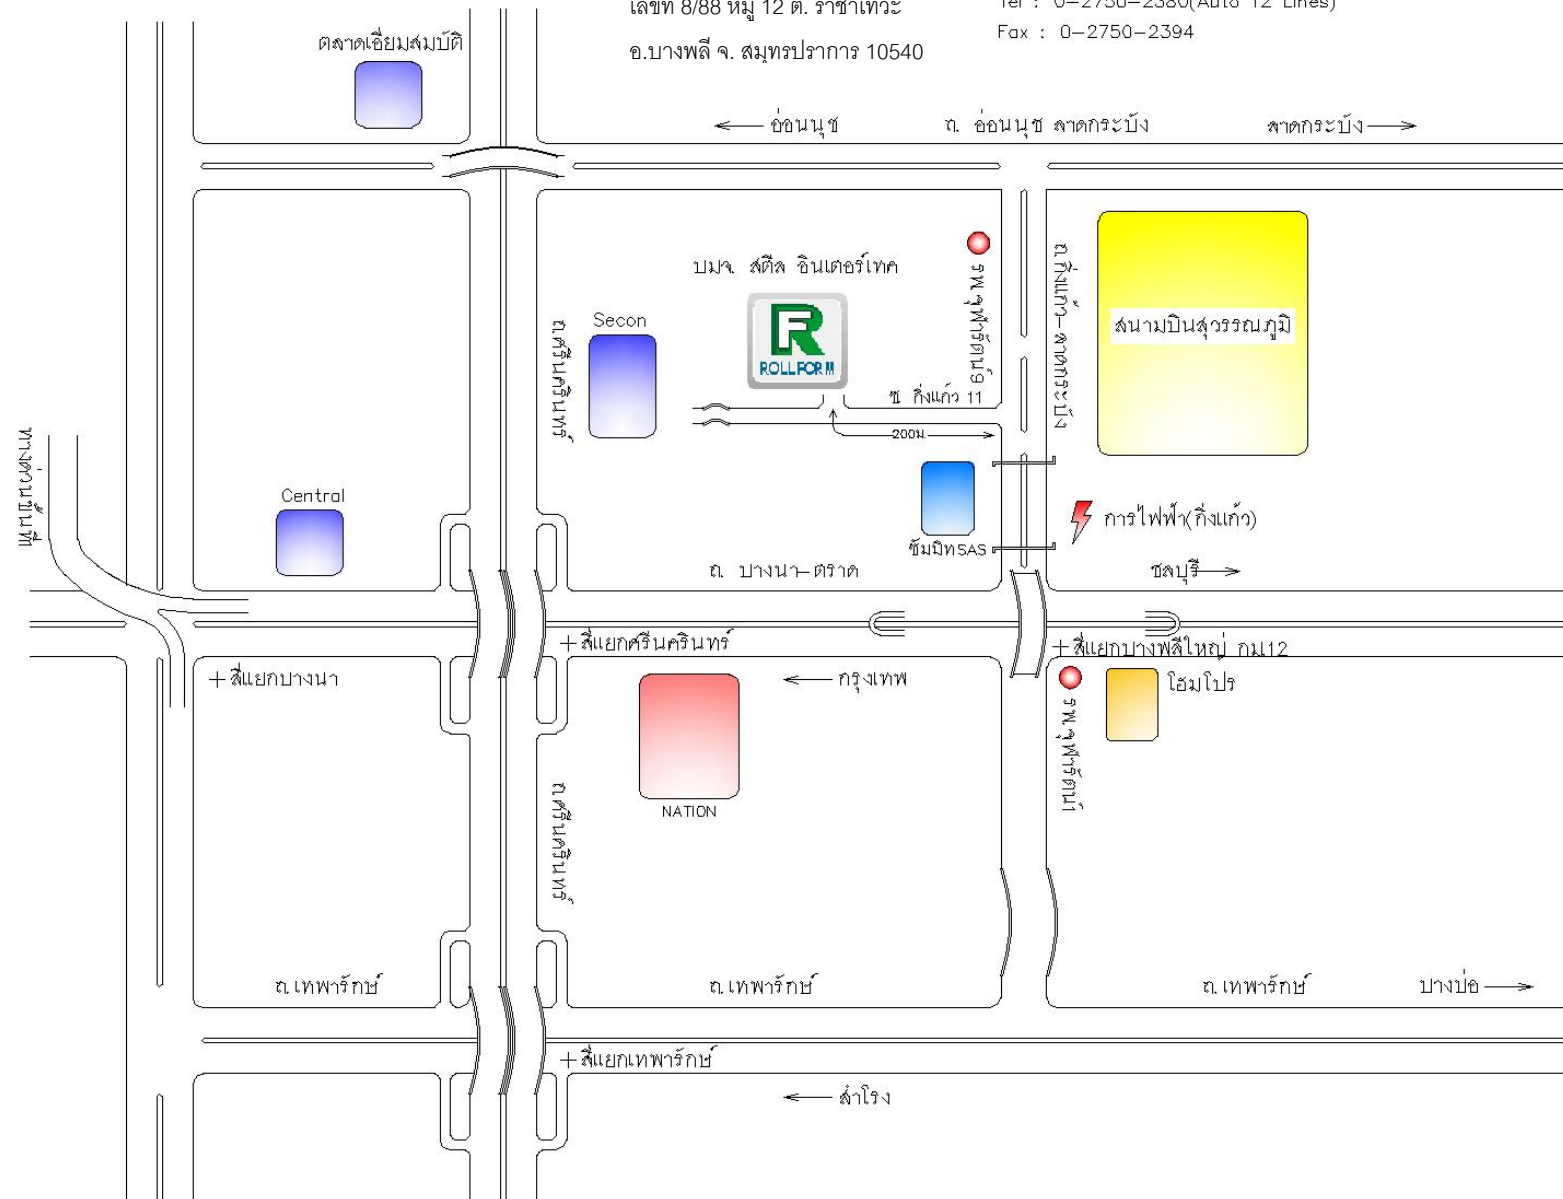 เลขที่ 8/88 หมู่ 12 ต. ราชาเทวะ
Tel : 0-2750-2380(Auto 12 Lines)
อ.บางพลี จ. สมุทรปราการ 10540
Fax : 0-2750-2394
ตลาดเอี่ยมสมบัติ
อ่อนนุช
ถ. อ่อนนุช ลาดกระบัง
ลาดกระบัง
บมจ. สตีล อินเตอร์เทค
ROLLFORM
รพ.จุฬารัตน์9
ถ.กิ่งแก้ว-ลาดกระบัง
สนามบินสุวรรณภูมิ
Secon
ถ.ศรีนครินทร์
ซ. กิ่งแก้ว 11
200ม.
ทางด่วนขั้นที่
Central
ซัมมิทSAS
การไฟฟ้า(กิ่งแก้ว)
ถ. บางนา-ตราด
ชลบุรี
+สี่แยกศรีนครินทร์
+สี่แยกบางพลีใหญ่ กม.12
+สี่แยกบางนา
กรุงเทพ
โฮมโปร
รพ.จุฬารัตน์1
NATION
ถ.ศรีนครินทร์
ถ.เทพารักษ์
ถ.เทพารักษ์
ถ.เทพารักษ์
บางบ่อ
+สี่แยกเทพารักษ์
สำโรง